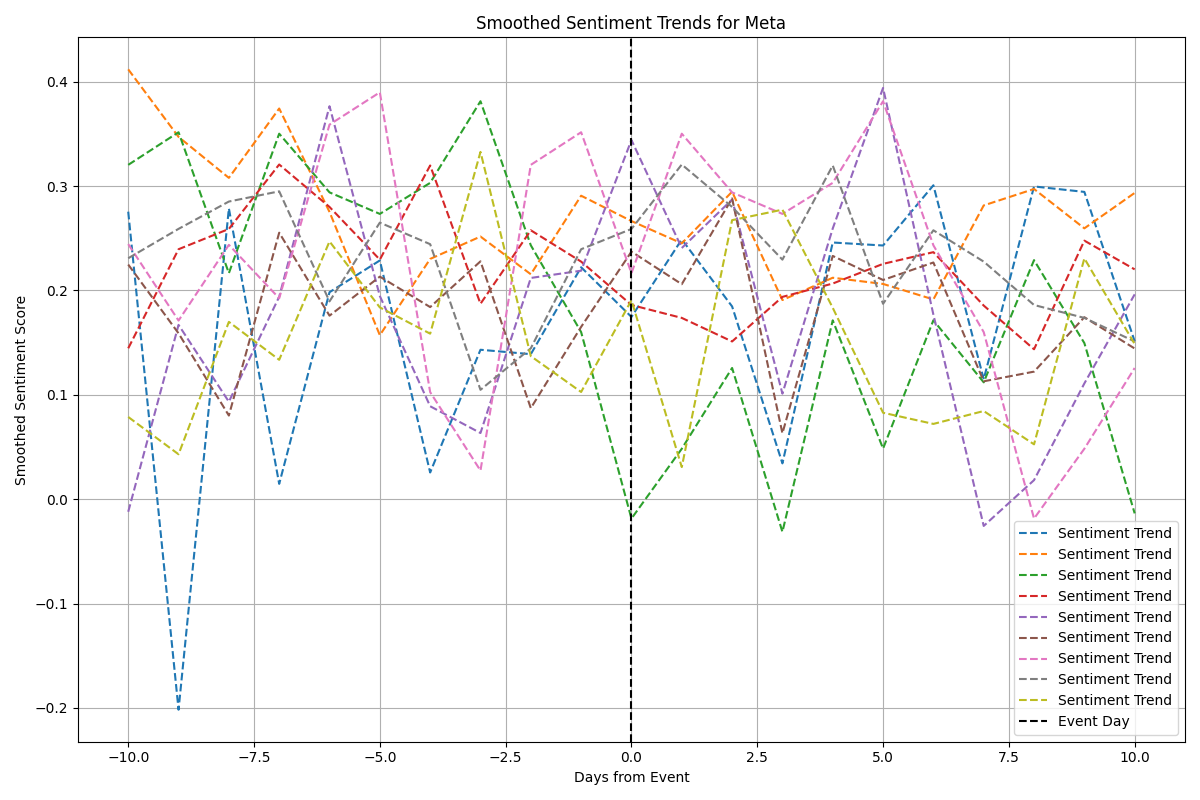 Smoothed Sentiment Trends for Meta
Smoothed Sentiment Score
0.4
0.3
0.2
0.1
0.0
−0.1
−0.2
Sentiment Trend
Sentiment Trend
Sentiment Trend
Sentiment Trend
Sentiment Trend
Sentiment Trend
Sentiment Trend
Sentiment Trend
Sentiment Trend
Event Day
−10.0 −7.5 −5.0 −2.5 0.0 2.5 5.0 7.5 10.0
Days from Event